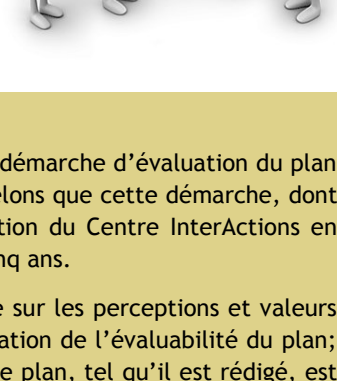 démarche d'évaluation du plan
elons que cette démarche, dont
tion du Centre InterActions en
nq ans.
e sur les perceptions et valeurs
ation de l'évaluabilité du plan;
e plan, tel qu'il est rédigé, est